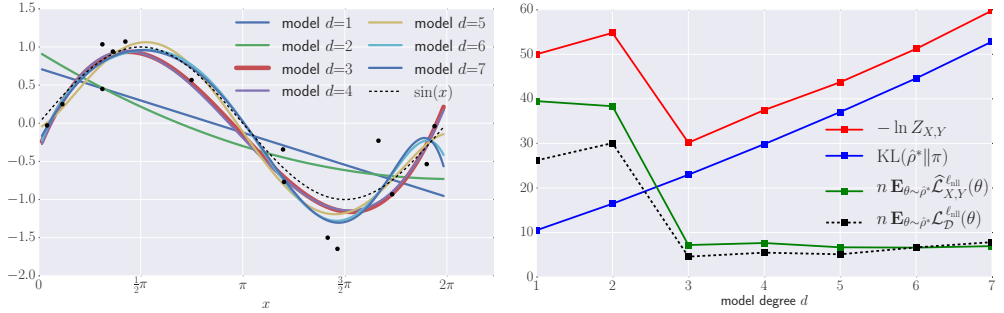 1.5
1.0
0.5
0.0
−0.5
−1.0
−1.5
−2.0
0
½π
π
3/2π
2π
x
model d=1
model d=2
model d=3
model d=4
model d=5
model d=6
model d=7
sin(x)
60
50
40
30
20
10
0
1
2
3
4
5
6
7
model degree d
− ln Z_{X,Y}
KL(ρ̂*‖π)
n E_{θ∼ρ̂*} L̂^{ℓ_nll}_{X,Y}(θ)
n E_{θ∼ρ̂*} L^{ℓ_nll}_D(θ)